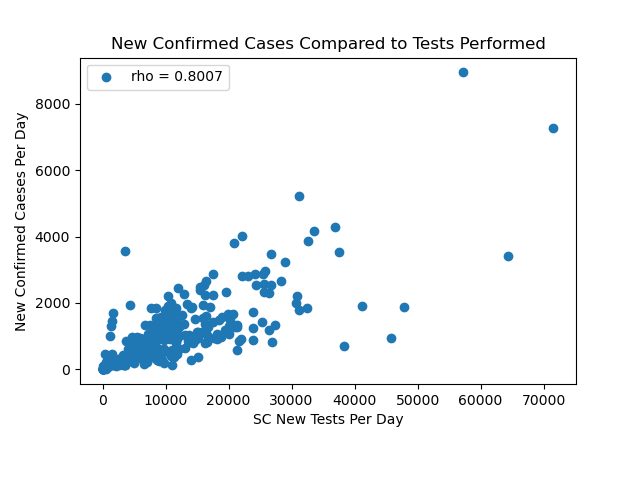 New Confirmed Cases Compared to Tests Performed
rho = 0.8007
New Confirmed Caeses Per Day
8000
6000
4000
2000
0
0 10000 20000 30000 40000 50000 60000 70000
SC New Tests Per Day